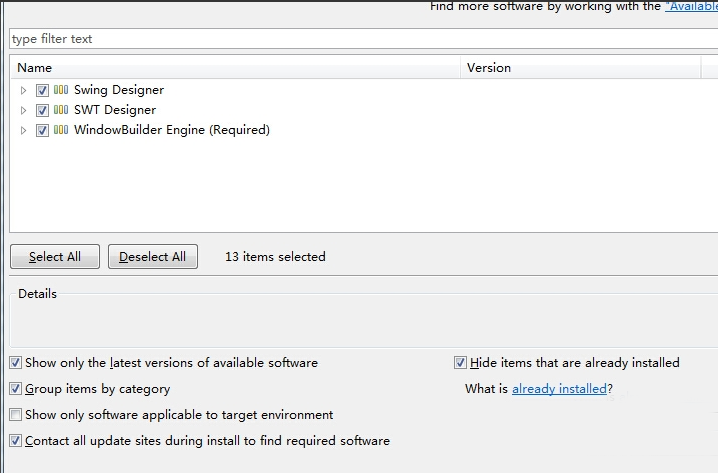 Find more software by working with the "Available
type filter text
Name Version
Swing Designer
SWT Designer
WindowBuilder Engine (Required)
Select All Deselect All 13 items selected
Details
Show only the latest versions of available software Hide items that are already installed
Group items by category What is already installed?
Show only software applicable to target environment
Contact all update sites during install to find required software